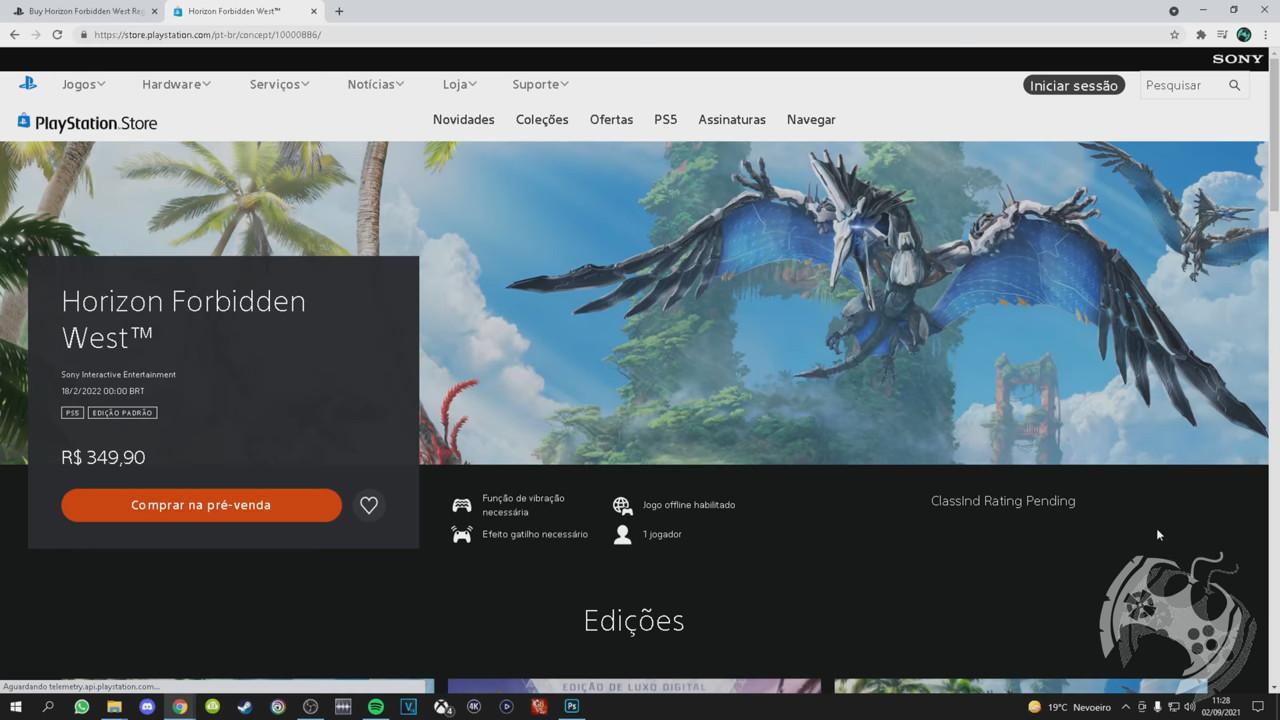 Buy Horizon Forbidden West Reg
Horizon Forbidden West™
https://store.playstation.com/pt-br/concept/10000886/
SONY
Jogos
Hardware
Serviços
Notícias
Loja
Suporte
Iniciar sessão
Pesquisar
PlayStation.Store
Novidades
Coleções
Ofertas
PS5
Assinaturas
Navegar
Horizon Forbidden
West™
Sony Interactive Entertainment
18/2/2022 00:00 BRT
PS5
EDIÇÃO PADRÃO
R$ 349,90
Comprar na pré-venda
Função de vibração
necessária
Efeito gatilho necessário
Jogo offline habilitado
1 jogador
ClassInd Rating Pending
Edições
EDIÇÃO DE LUXO DIGITAL
Aguardando telemetry.api.playstation.com...
4K
Ps
19°C Nevoeiro
11:28
02/09/2021